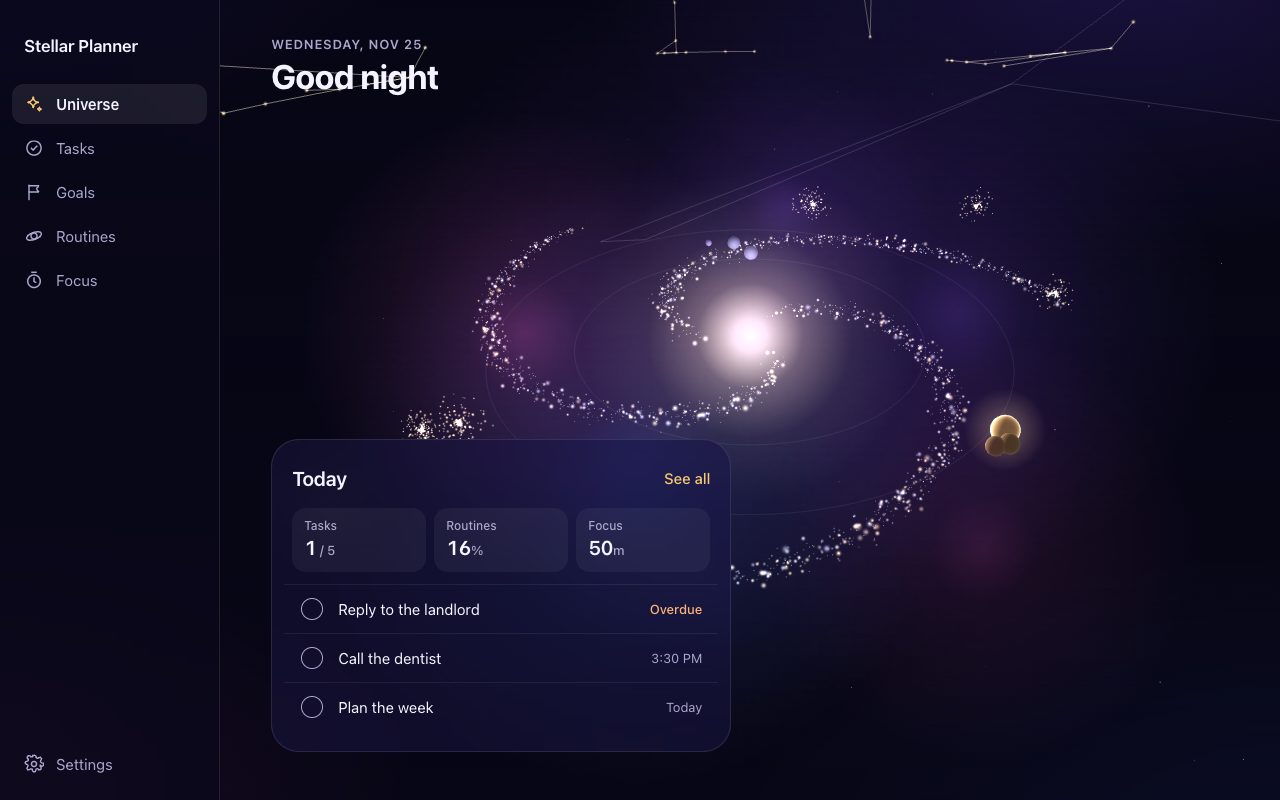 Stellar Planner
Universe
Tasks
Goals
Routines
Focus
Settings
WEDNESDAY, NOV 25
Good night
Today
See all
Tasks
1 / 5
Routines
16%
Focus
50m
Reply to the landlord
Overdue
Call the dentist
3:30 PM
Plan the week
Today